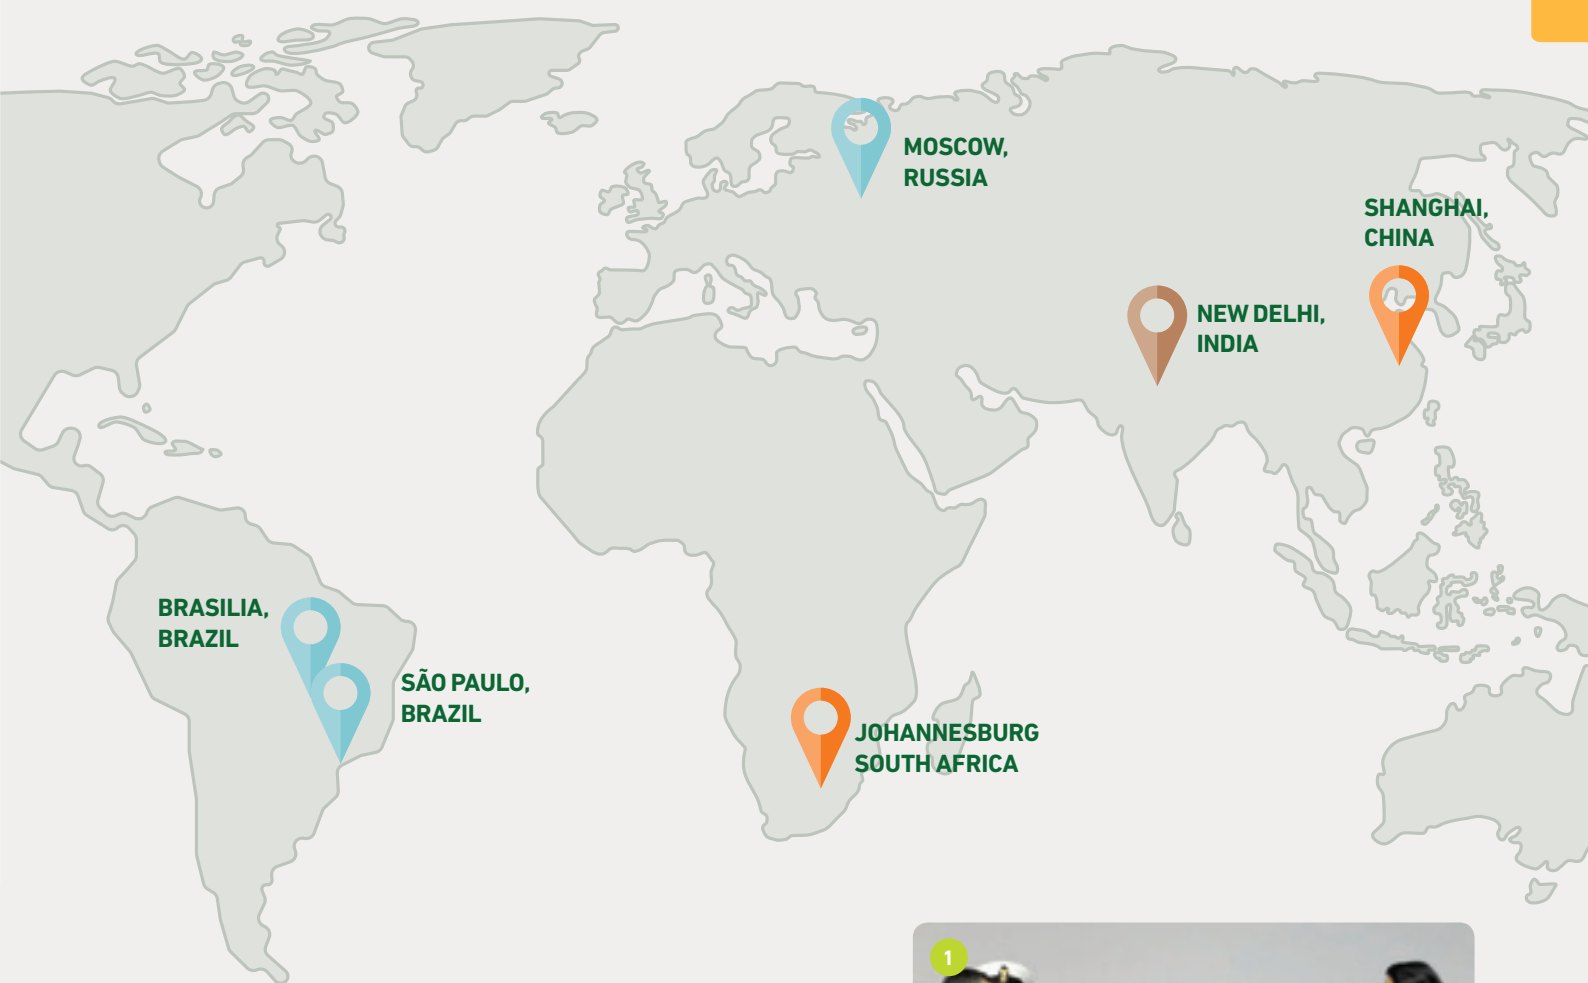 MOSCOW,
RUSSIA
SHANGHAI,
CHINA
NEW DELHI,
INDIA
BRASILIA,
BRAZIL
SÃO PAULO,
BRAZIL
JOHANNESBURG
SOUTH AFRICA
1